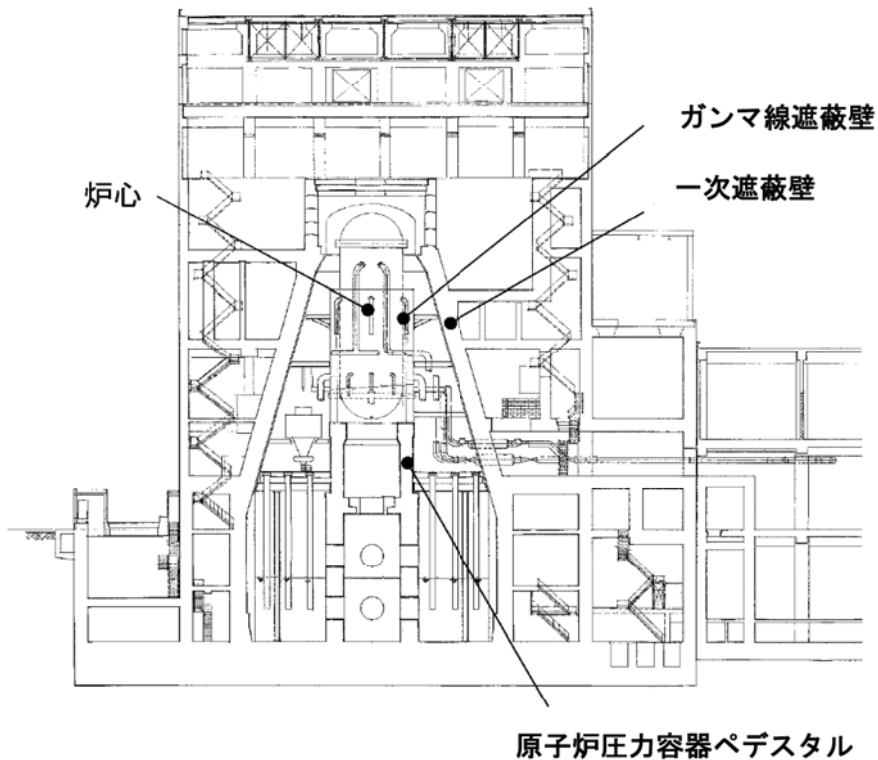 ガンマ線遮蔽壁
一次遮蔽壁
炉心
原子炉圧力容器ペデスタル